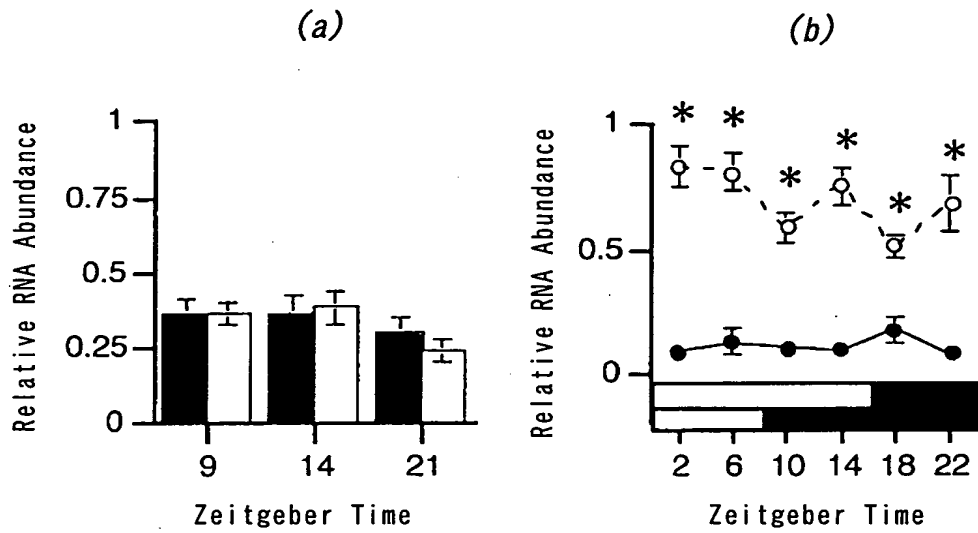 (a)
(b)
Relative RNA Abundance
1
0.75
0.5
0.25
0
9 14 21
Zeitgeber Time
Relative RNA Abundance
1
0.5
0
* * * * * *
2 6 10 14 18 22
Zeitgeber Time